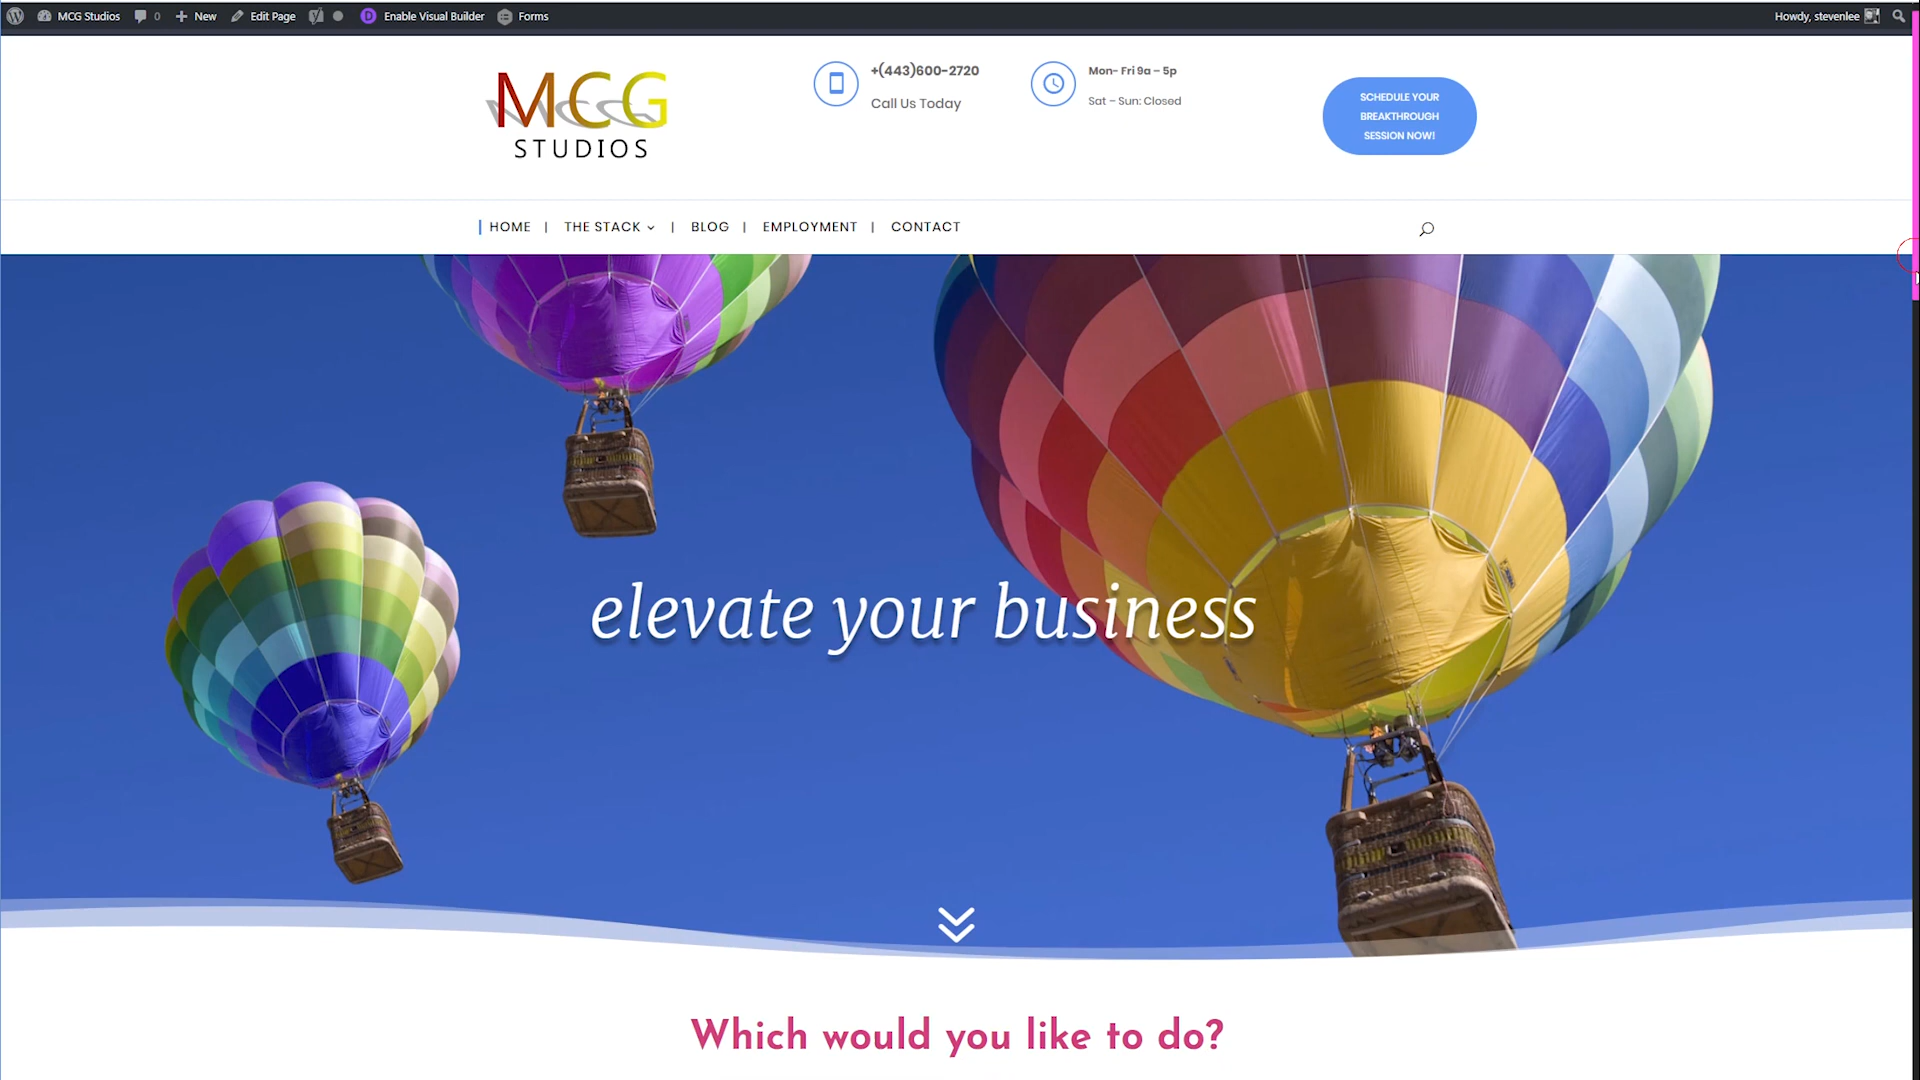 MCG Studios 0 New Edit Page Enable Visual Builder Forms Howdy, stevenlee
MCG
STUDIOS
+(443)600-2720
Call Us Today
Mon- Fri 9a – 5p
Sat – Sun: Closed
SCHEDULE YOUR
BREAKTHROUGH
SESSION NOW!
HOME | THE STACK | BLOG | EMPLOYMENT | CONTACT
elevate your business
Which would you like to do?